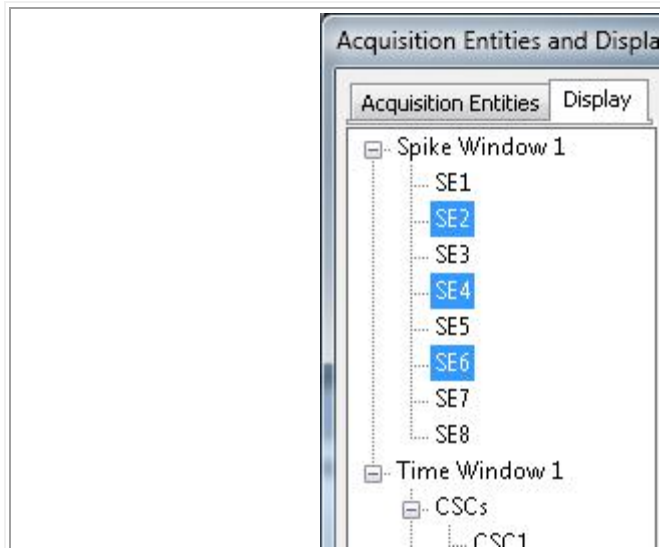 Acquisition Entities and Displa
Acquisition Entities Display
Spike Window 1
SE1
SE2
SE3
SE4
SE5
SE6
SE7
SE8
Time Window 1
CSCs
CSC1